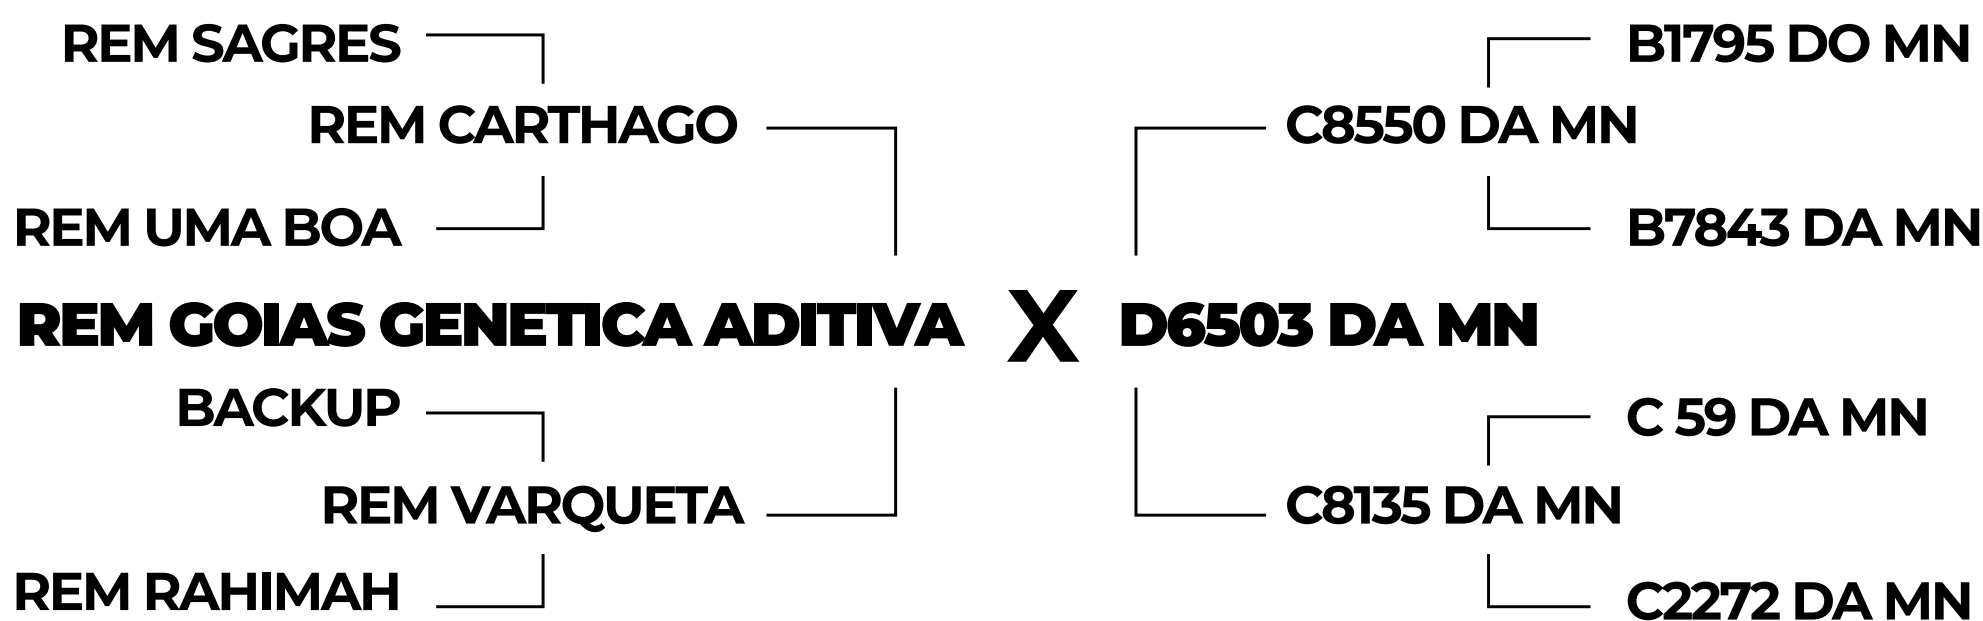 REM SAGRES
B1795 DO MN
REM CARTHAGO
C8550 DA MN
REM UMA BOA
B7843 DA MN
REM GOIAS GENETICA ADITIVA X D6503 DA MN
BACKUP
C 59 DA MN
REM VARQUETA
C8135 DA MN
REM RAHIMAH
C2272 DA MN